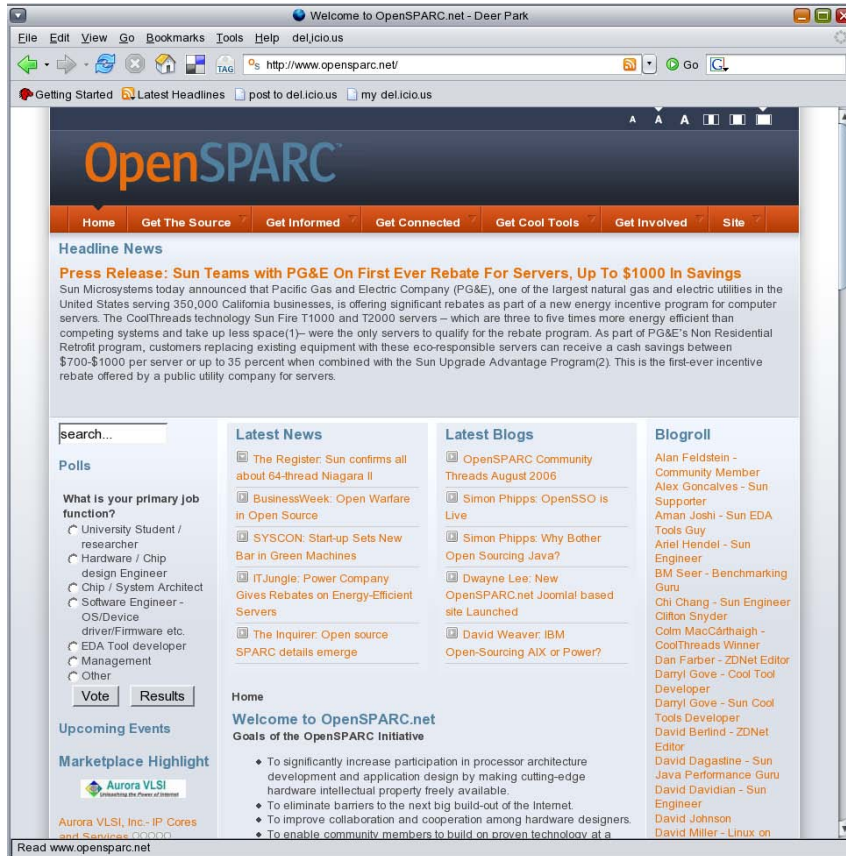 Welcome to OpenSPARC.net - Deer Park
File Edit View Go Bookmarks Tools Help del.icio.us
TAG
http://www.opensparc.net/
Go
G
Getting Started Latest Headlines post to del.icio.us my del.icio.us
A A A
OpenSPARC
Home Get The Source Get Informed Get Connected Get Cool Tools Get Involved Site
Headline News
Press Release: Sun Teams with PG&E On First Ever Rebate For Servers, Up To $1000 In Savings
Sun Microsystems today announced that Pacific Gas and Electric Company (PG&E), one of the largest natural gas and electric utilities in the
United States serving 350,000 California businesses, is offering significant rebates as part of a new energy incentive program for computer
servers. The CoolThreads technology Sun Fire T1000 and T2000 servers – which are three to five times more energy efficient than
competing systems and take up less space(1)– were the only servers to qualify for the rebate program. As part of PG&E's Non Residential
Retrofit program, customers replacing existing equipment with these eco-responsible servers can receive a cash savings between
$700-$1000 per server or up to 35 percent when combined with the Sun Upgrade Advantage Program(2). This is the first-ever incentive
rebate offered by a public utility company for servers.
search...
Polls
What is your primary job
function?
University Student /
researcher
Hardware / Chip
design Engineer
Chip / System Architect
Software Engineer -
OS/Device
driver/Firmware etc.
EDA Tool developer
Management
Other
Vote Results
Upcoming Events
Marketplace Highlight
Aurora VLSI
Unleashing the Power of Internet
Aurora VLSI, Inc.- IP Cores
and Services
Latest News
The Register: Sun confirms all
about 64-thread Niagara II
BusinessWeek: Open Warfare
in Open Source
SYSCON: Start-up Sets New
Bar in Green Machines
ITJungle: Power Company
Gives Rebates on Energy-Efficient
Servers
The Inquirer: Open source
SPARC details emerge
Latest Blogs
OpenSPARC Community
Threads August 2006
Simon Phipps: OpenSSO is
Live
Simon Phipps: Why Bother
Open Sourcing Java?
Dwayne Lee: New
OpenSPARC.net Joomla! based
site Launched
David Weaver: IBM
Open-Sourcing AIX or Power?
Home
Welcome to OpenSPARC.net
Goals of the OpenSPARC Initiative
To significantly increase participation in processor architecture
development and application design by making cutting-edge
hardware intellectual property freely available.
To eliminate barriers to the next big build-out of the Internet.
To improve collaboration and cooperation among hardware designers.
To enable community members to build on proven technology at a
Blogroll
Alan Feldstein -
Community Member
Alex Goncalves - Sun
Supporter
Aman Joshi - Sun EDA
Tools Guy
Ariel Hendel - Sun
Engineer
BM Seer - Benchmarking
Guru
Chi Chang - Sun Engineer
Clifton Snyder
Colm MacCárthaigh -
CoolThreads Winner
Dan Farber - ZDNet Editor
Darryl Gove - Cool Tool
Developer
Darryl Gove - Sun Cool
Tools Developer
David Berlind - ZDNet
Editor
David Dagastine - Sun
Java Performance Guru
David Davidian - Sun
Engineer
David Johnson
David Miller - Linux on
Read www.opensparc.net